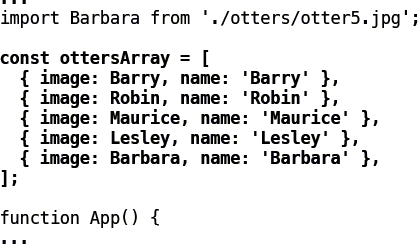 ...
import Barbara from './otters/otter5.jpg';

const ottersArray = [
  { image: Barry, name: 'Barry' },
  { image: Robin, name: 'Robin' },
  { image: Maurice, name: 'Maurice' },
  { image: Lesley, name: 'Lesley' },
  { image: Barbara, name: 'Barbara' },
];

function App() {
...